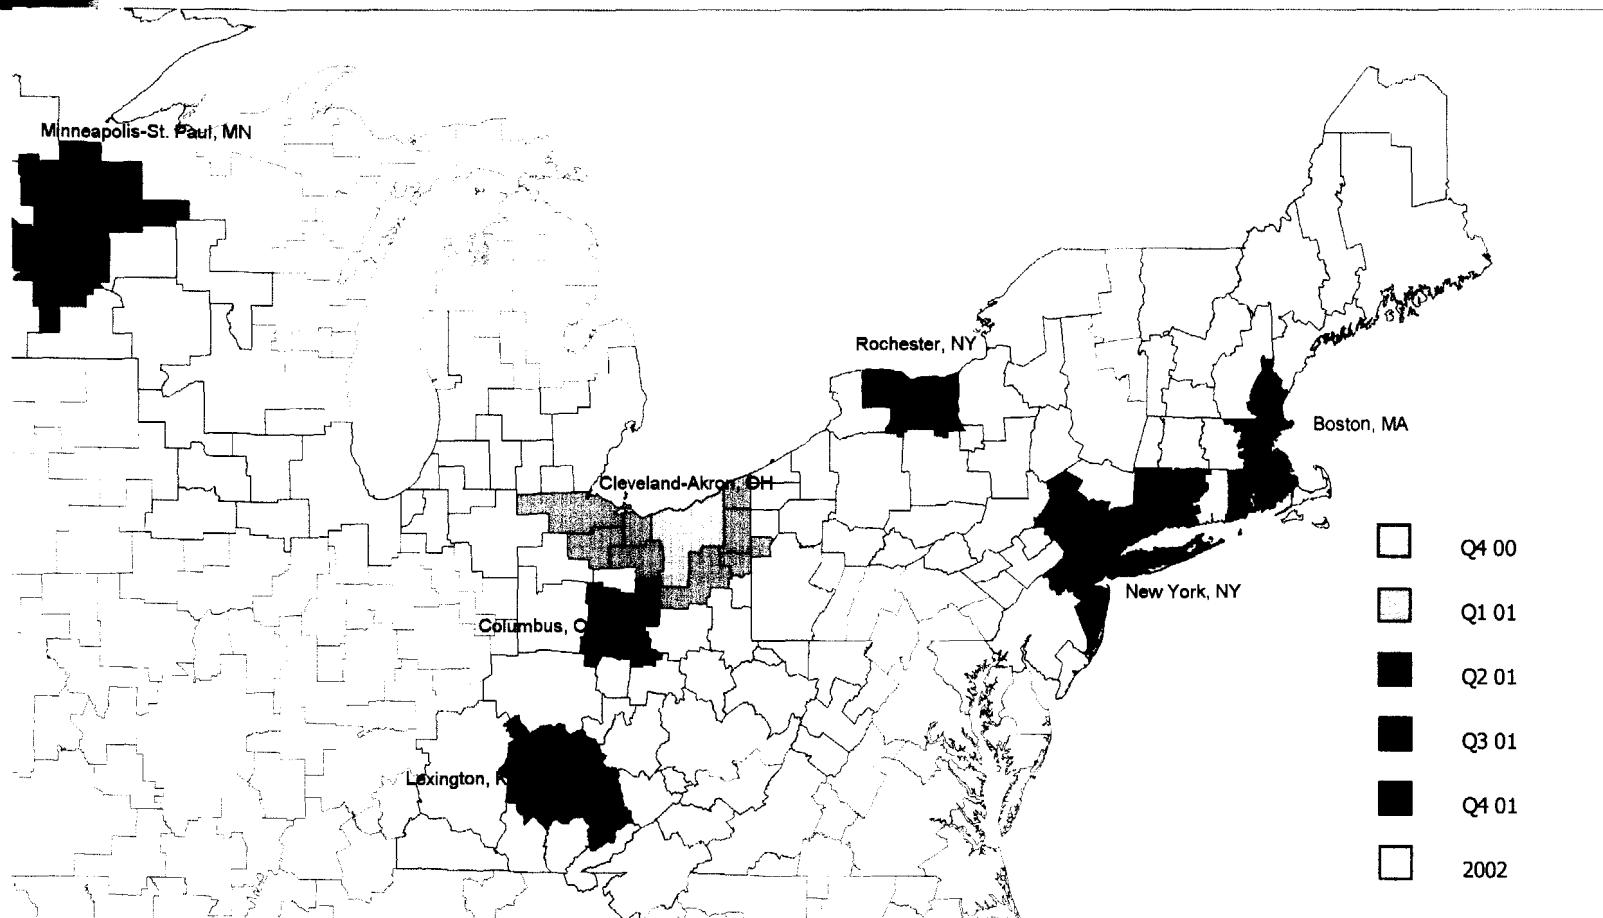 Minneapolis-St. Paul, MN
Rochester, NY
Boston, MA
Cleveland-Akron, OH
New York, NY
Columbus, O
Lexington, K
Q4 00
Q1 01
Q2 01
Q3 01
Q4 01
2002